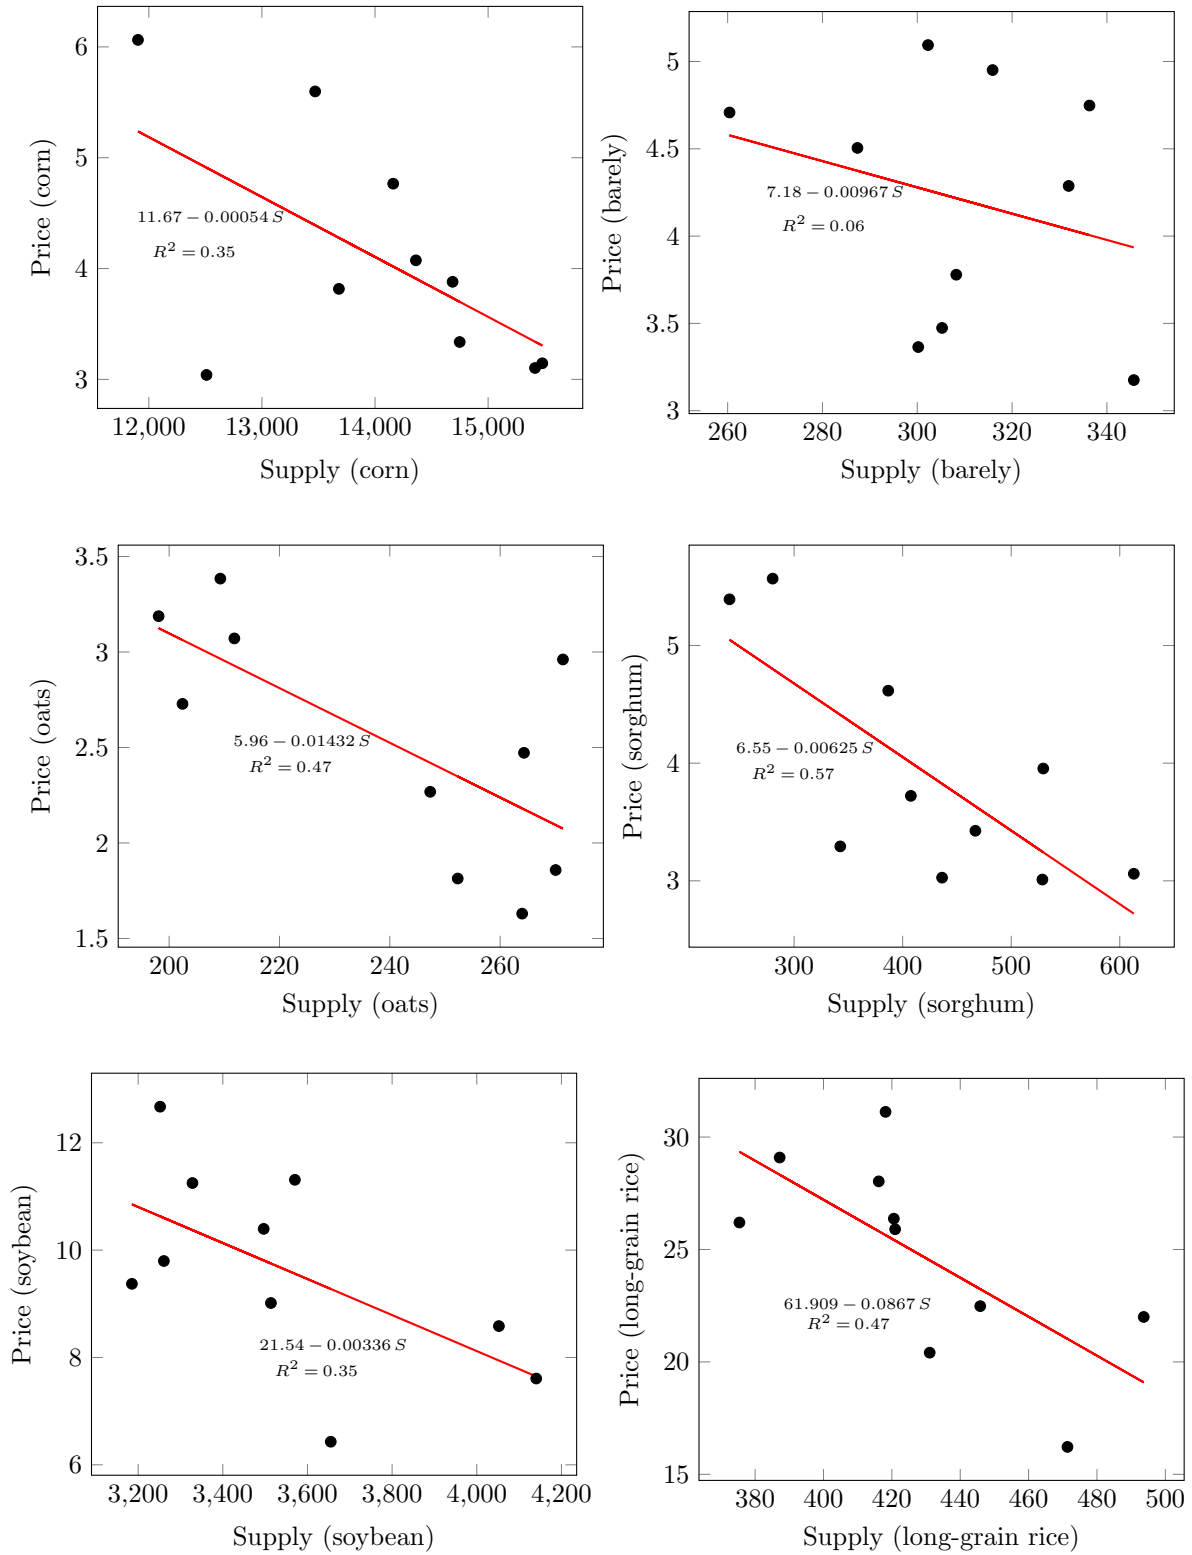 6
5
4
3
Price (corn)
11.67 − 0.00054 S
R² = 0.35
12,000 13,000 14,000 15,000
Supply (corn)
5
4.5
4
3.5
3
Price (barely)
7.18 − 0.00967 S
R² = 0.06
260 280 300 320 340
Supply (barely)
3.5
3
2.5
2
1.5
Price (oats)
5.96 − 0.01432 S
R² = 0.47
200 220 240 260
Supply (oats)
5
4
3
Price (sorghum)
6.55 − 0.00625 S
R² = 0.57
300 400 500 600
Supply (sorghum)
12
10
8
6
Price (soybean)
21.54 − 0.00336 S
R² = 0.35
3,200 3,400 3,600 3,800 4,000 4,200
Supply (soybean)
30
25
20
15
Price (long-grain rice)
61.909 − 0.0867 S
R² = 0.47
380 400 420 440 460 480 500
Supply (long-grain rice)